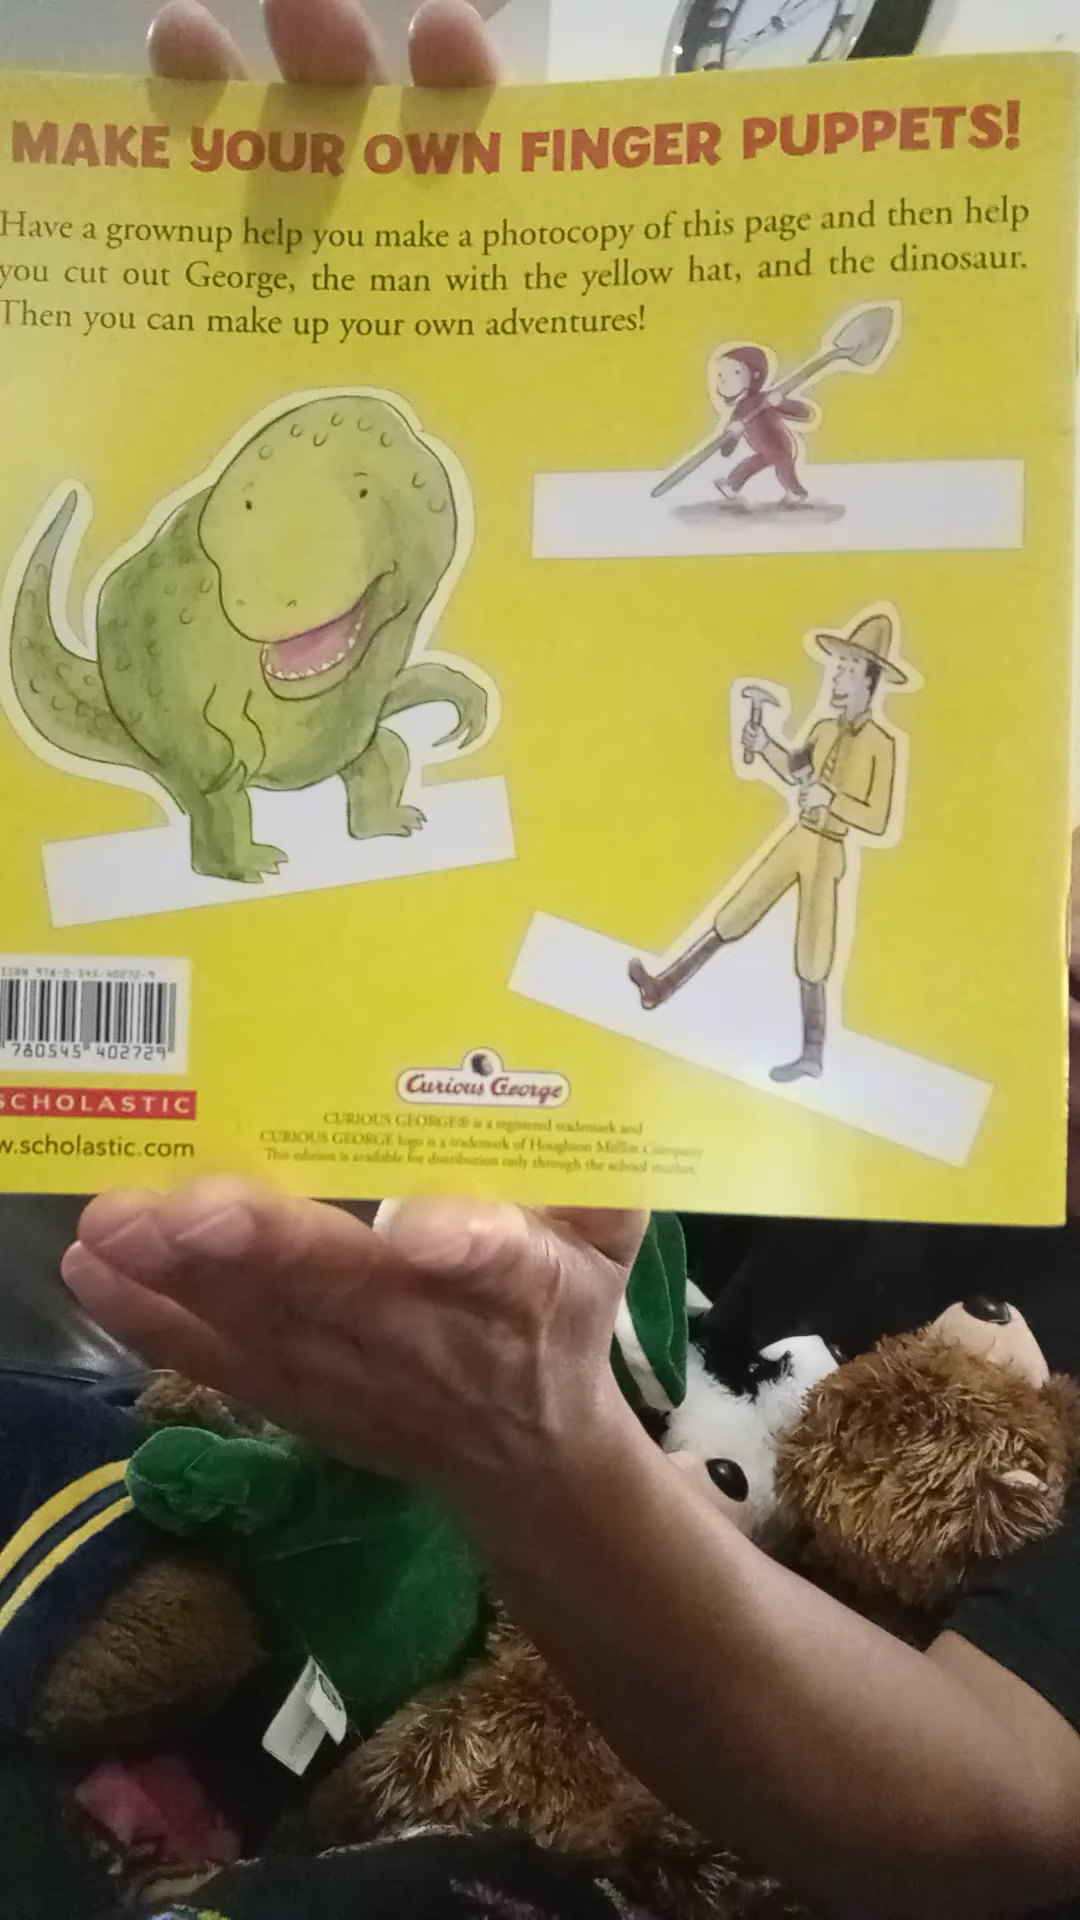 MAKE YOUR OWN FINGER PUPPETS!
Have a grownup help you make a photocopy of this page and then help
you cut out George, the man with the yellow hat, and the dinosaur.
Then you can make up your own adventures!
ISBN 978-0-545-40272-9
780545 402729
SCHOLASTIC
w.scholastic.com
Curious George
CURIOUS GEORGE® is a registered trademark and
CURIOUS GEORGE logo is a trademark of Houghton Mifflin Company
This edition is available for distribution only through the school market.